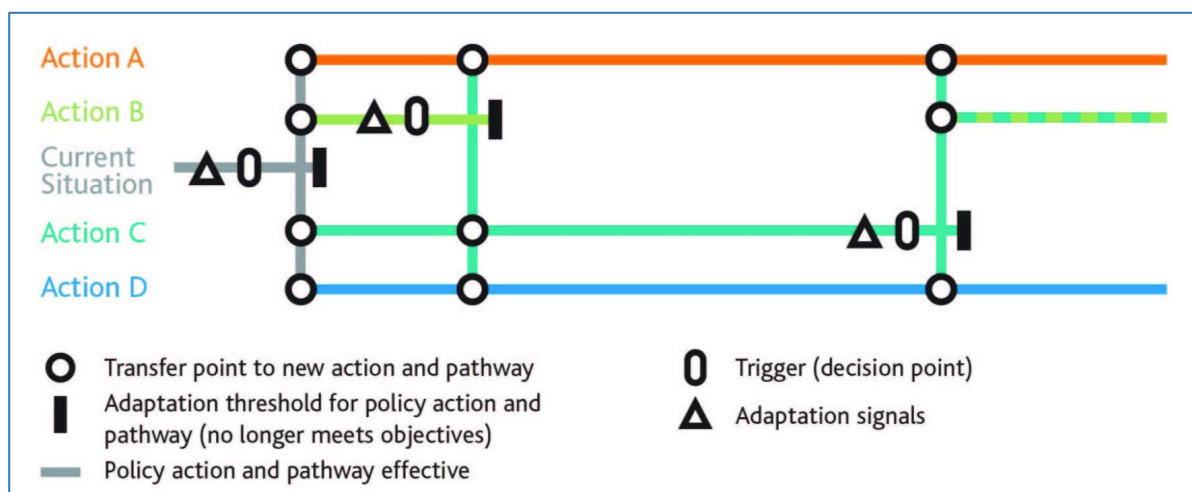 Action A
Action B
Current
Situation
Action C
Action D
Transfer point to new action and pathway
Adaptation threshold for policy action and
pathway (no longer meets objectives)
Policy action and pathway effective
Trigger (decision point)
Adaptation signals